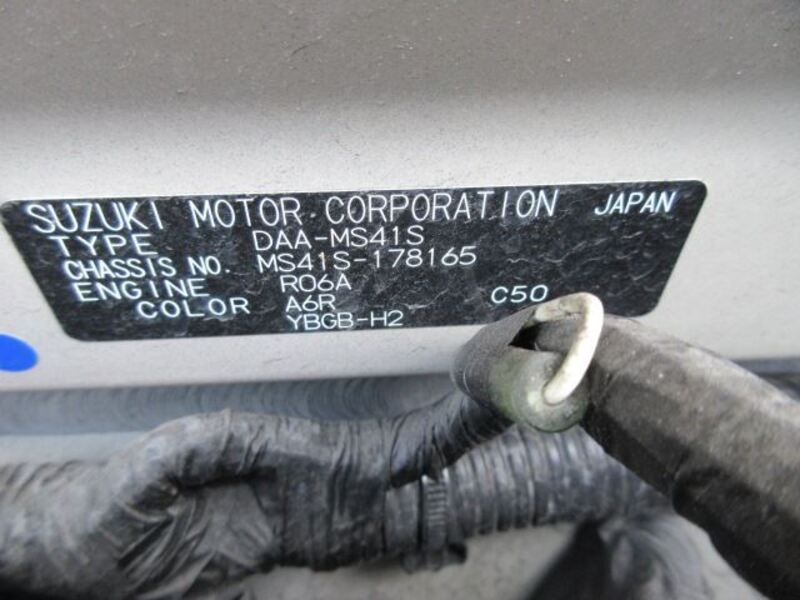 SUZUKI MOTOR CORPORATION JAPAN
TYPE DAA-MS41S
CHASSIS NO. MS41S-178165
ENGINE R06A
COLOR A6R C50
YBGB-H2